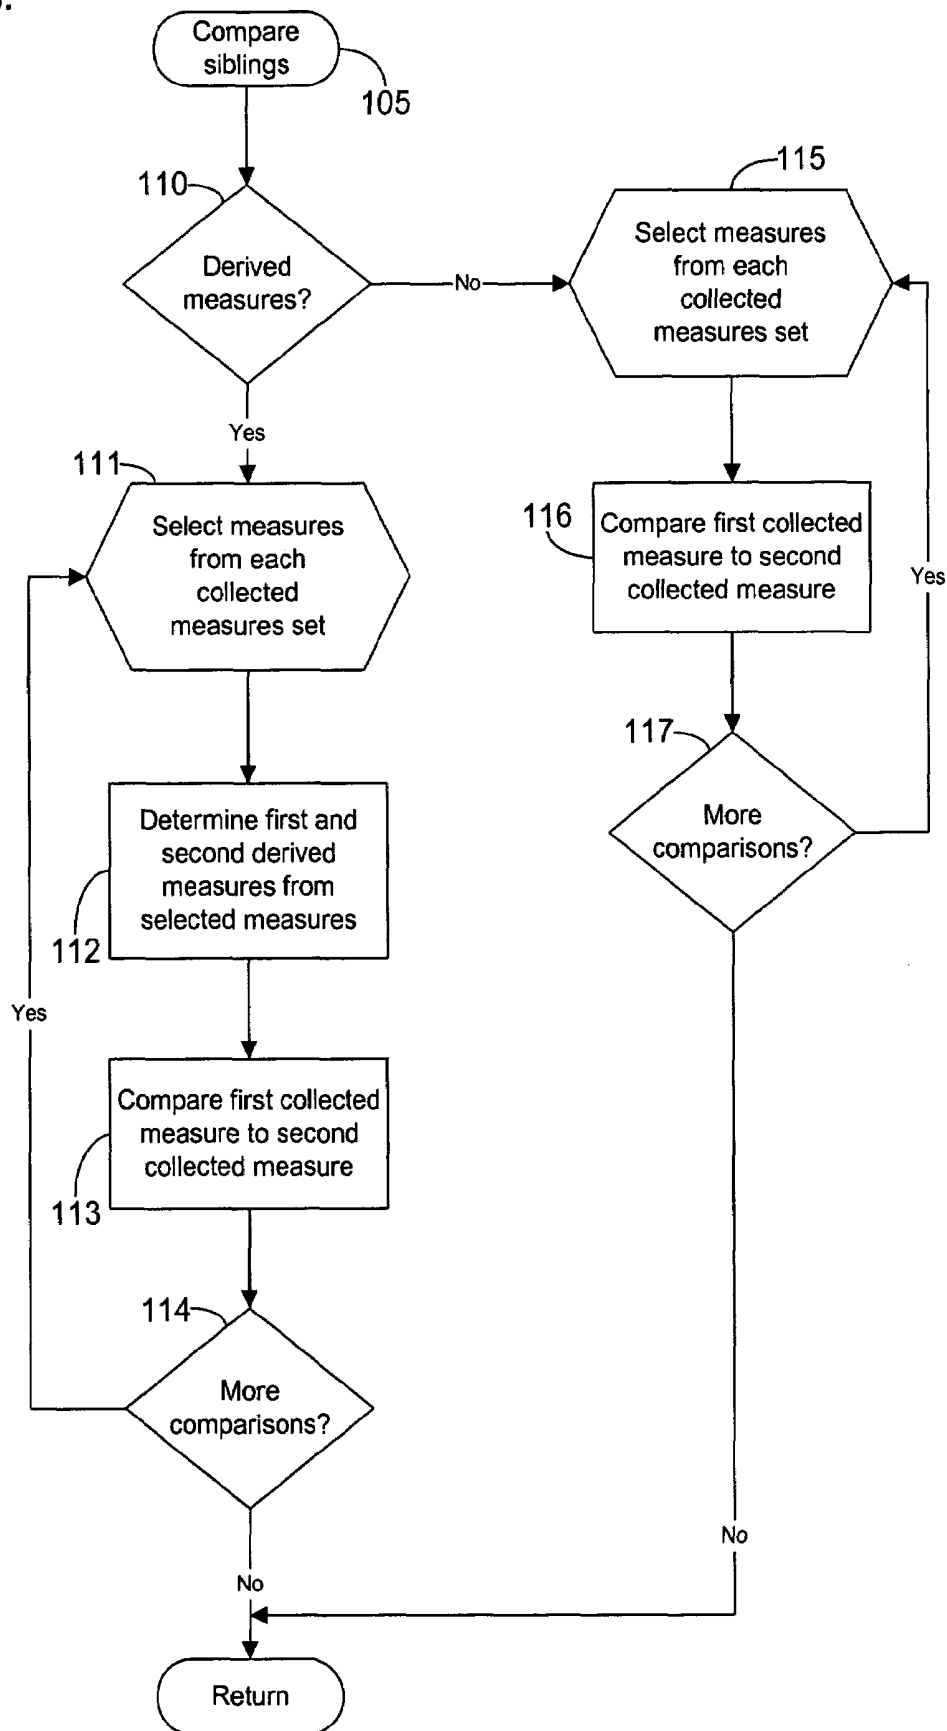 Compare
siblings
105
110
Derived
measures?
No
115
Select measures
from each
collected
measures set
Yes
111
Select measures
from each
collected
measures set
116
Compare first collected
measure to second
collected measure
Yes
117
More
comparisons?
Determine first and
second derived
measures from
selected measures
112
Yes
Compare first collected
measure to second
collected measure
113
114
More
comparisons?
No
No
Return